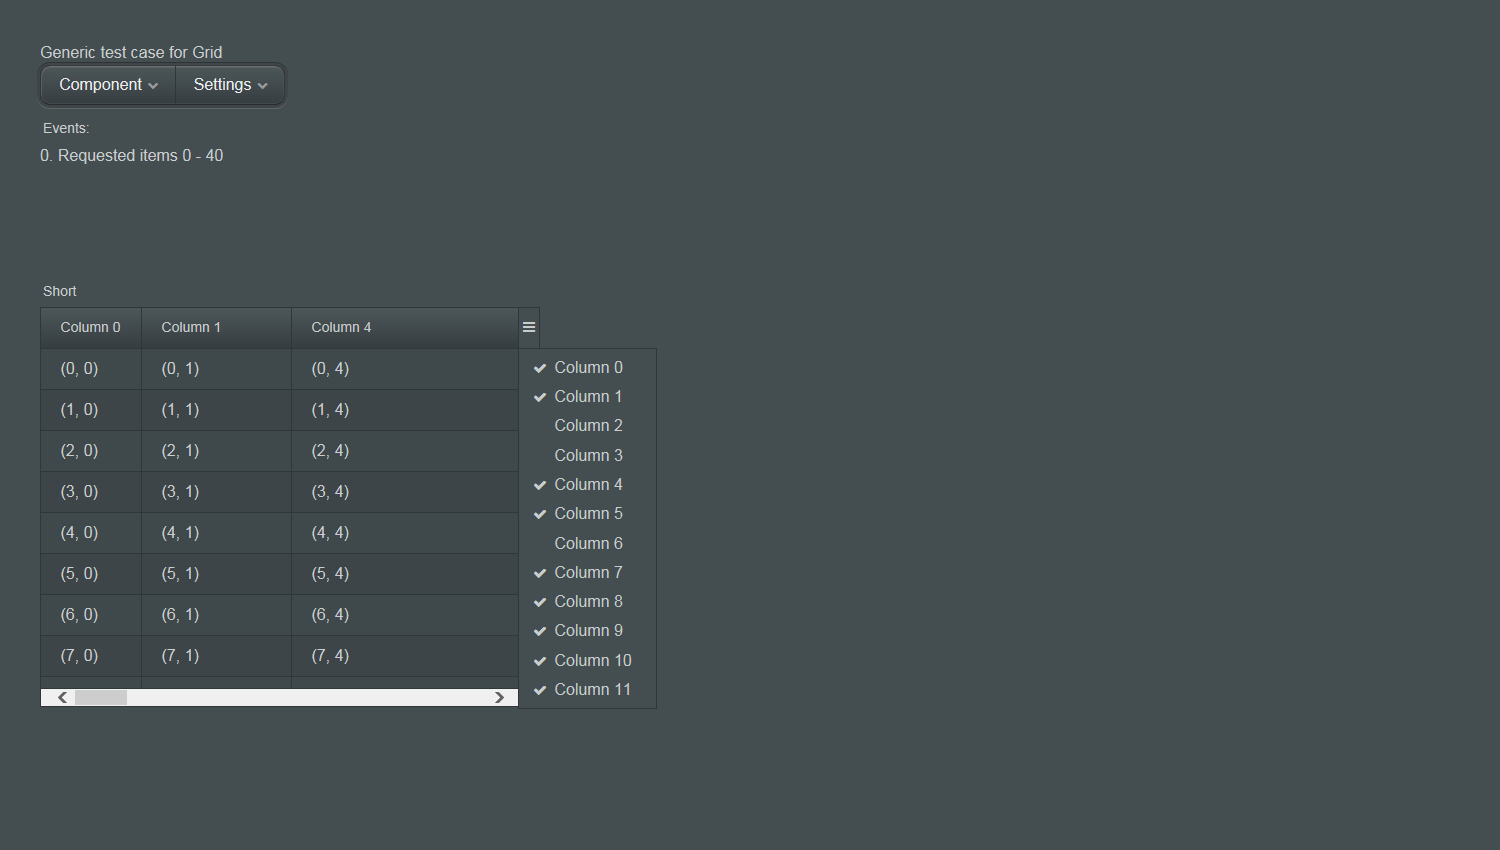 Generic test case for Grid
Component Settings
Events:
0. Requested items 0 - 40
Short
Column 0 Column 1 Column 4
(0, 0) (0, 1) (0, 4)
(1, 0) (1, 1) (1, 4)
(2, 0) (2, 1) (2, 4)
(3, 0) (3, 1) (3, 4)
(4, 0) (4, 1) (4, 4)
(5, 0) (5, 1) (5, 4)
(6, 0) (6, 1) (6, 4)
(7, 0) (7, 1) (7, 4)
Column 0
Column 1
Column 2
Column 3
Column 4
Column 5
Column 6
Column 7
Column 8
Column 9
Column 10
Column 11